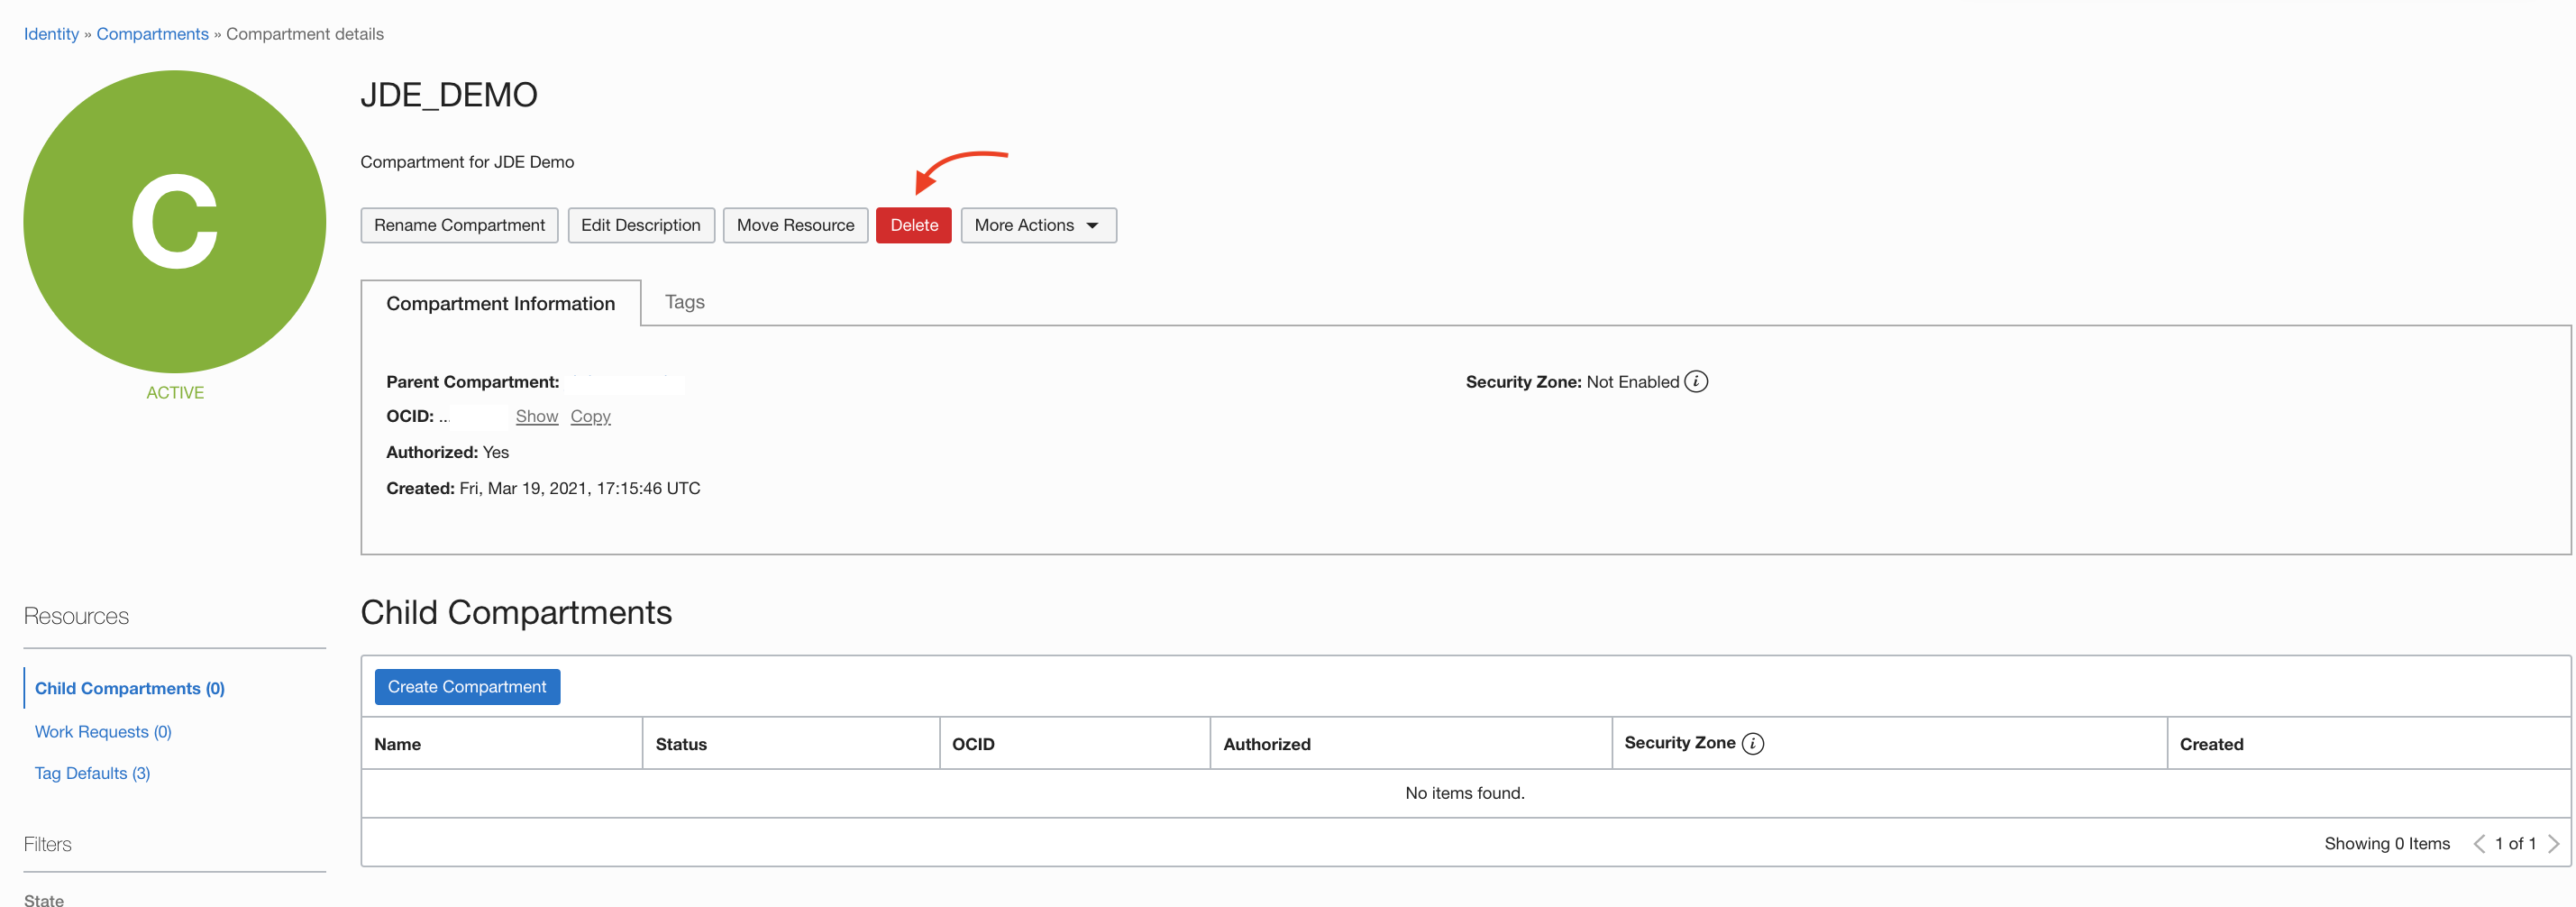 Identity » Compartments » Compartment details
C
ACTIVE
JDE_DEMO
Compartment for JDE Demo
Rename Compartment Edit Description Move Resource Delete More Actions
Compartment Information Tags
Parent Compartment: Security Zone: Not Enabled i
OCID: ... Show Copy
Authorized: Yes
Created: Fri, Mar 19, 2021, 17:15:46 UTC
Resources
Child Compartments (0)
Work Requests (0)
Tag Defaults (3)
Filters
State
Child Compartments
Create Compartment
Name Status OCID Authorized Security Zone i Created
No items found.
Showing 0 Items < 1 of 1 >